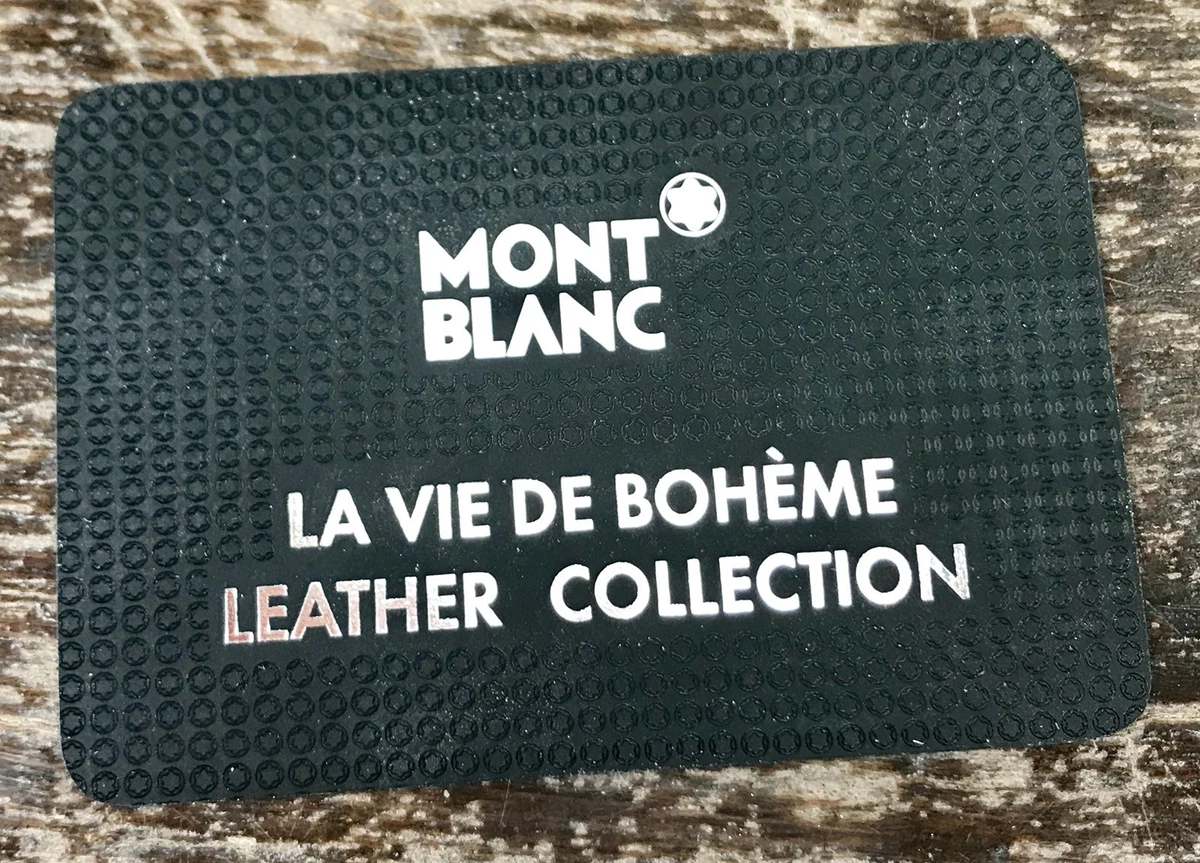 MONT
BLANC
LA VIE DE BOHÈME
LEATHER COLLECTION